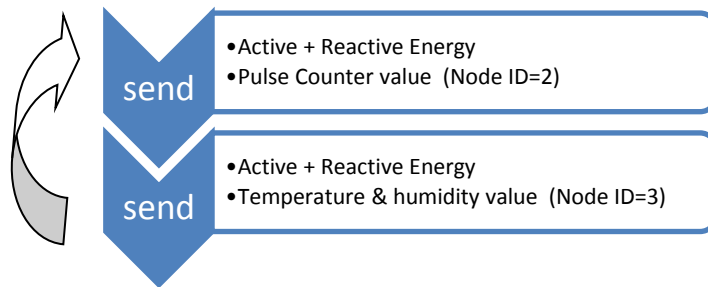 send
•Active + Reactive Energy
•Pulse Counter value  (Node ID=2)
send
•Active + Reactive Energy
•Temperature & humidity value  (Node ID=3)